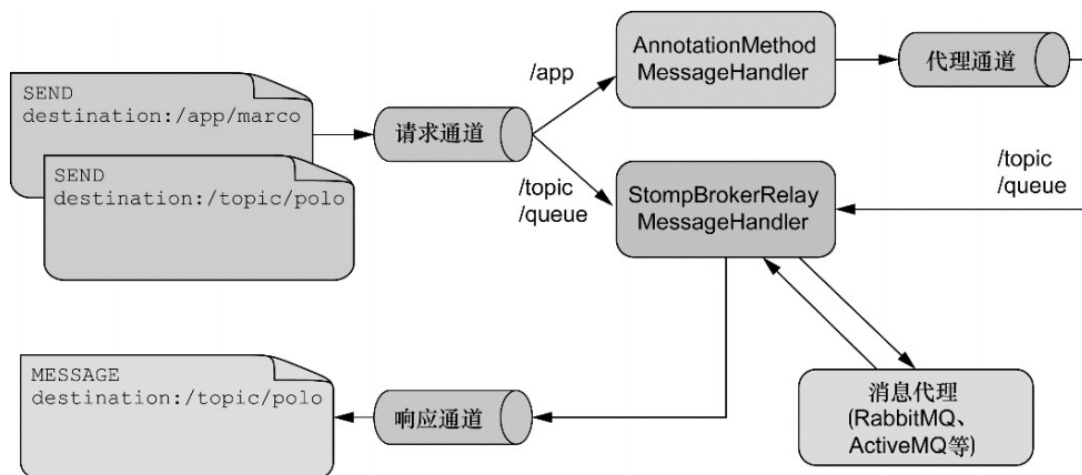 SEND
destination:/app/marco
SEND
destination:/topic/polo
请求通道
/app
/topic
/queue
AnnotationMethod
MessageHandler
代理通道
StompBrokerRelay
MessageHandler
/topic
/queue
MESSAGE
destination:/topic/polo
响应通道
消息代理
(RabbitMQ、
ActiveMQ等)